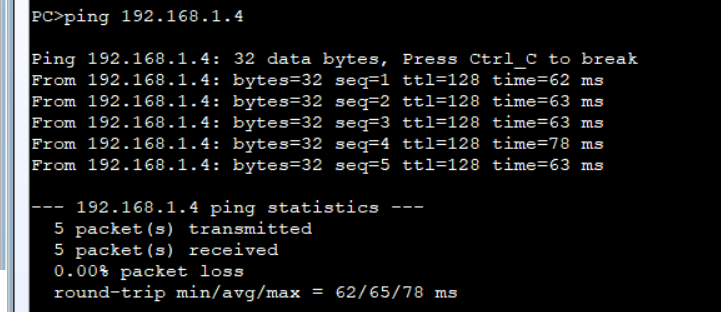 PC>ping 192.168.1.4
Ping 192.168.1.4: 32 data bytes, Press Ctrl_C to break
From 192.168.1.4: bytes=32 seq=1 ttl=128 time=62 ms
From 192.168.1.4: bytes=32 seq=2 ttl=128 time=63 ms
From 192.168.1.4: bytes=32 seq=3 ttl=128 time=63 ms
From 192.168.1.4: bytes=32 seq=4 ttl=128 time=78 ms
From 192.168.1.4: bytes=32 seq=5 ttl=128 time=63 ms
--- 192.168.1.4 ping statistics ---
5 packet(s) transmitted
5 packet(s) received
0.00% packet loss
round-trip min/avg/max = 62/65/78 ms